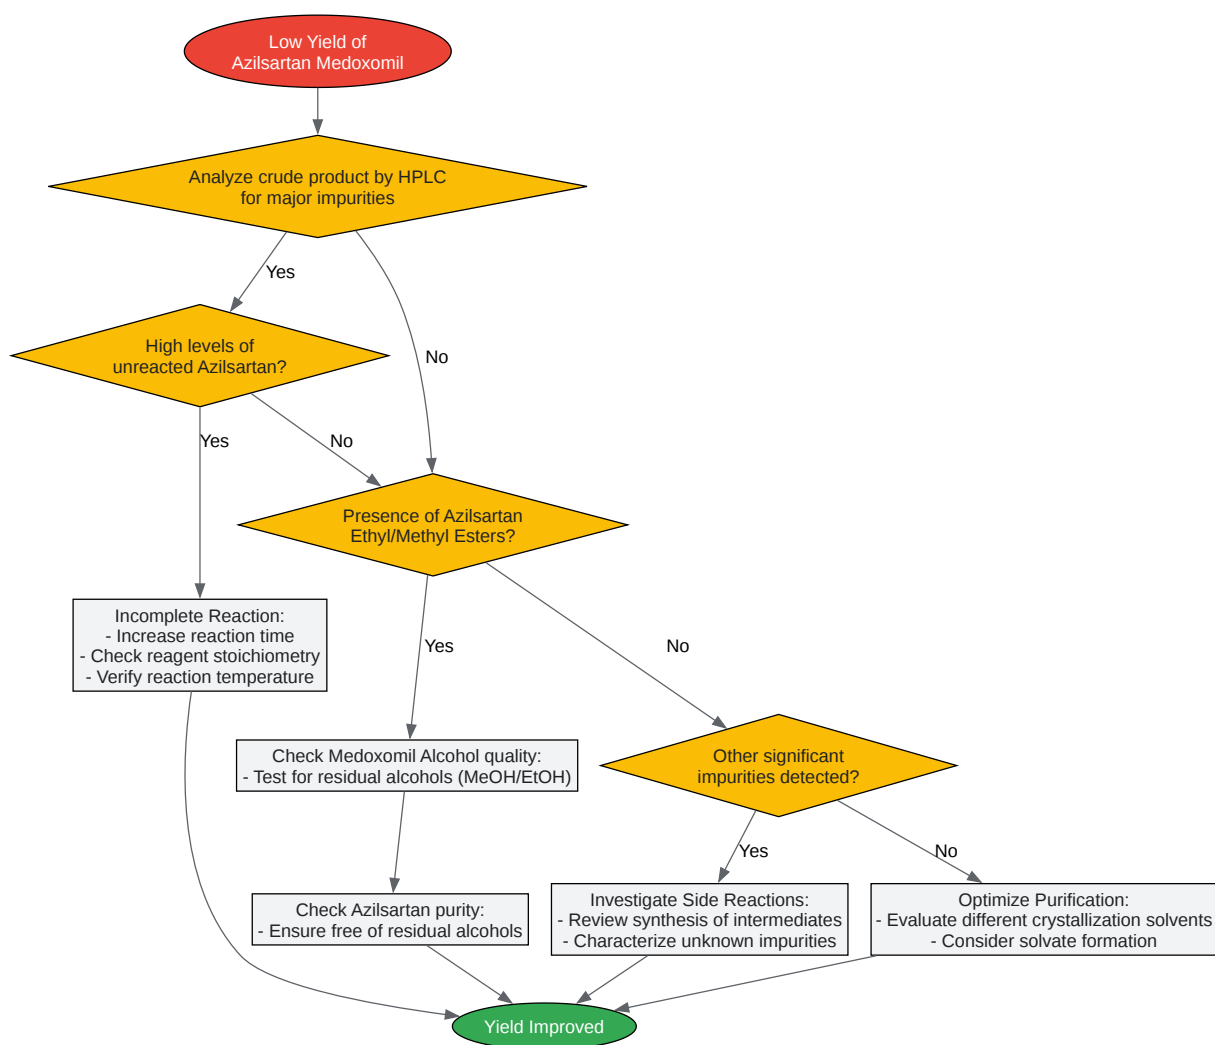 Low Yield of
Azilsartan Medoxomil
Analyze crude product by HPLC
for major impurities
Yes
High levels of
unreacted Azilsartan?
No
Yes
No
Presence of Azilsartan
Ethyl/Methyl Esters?
Incomplete Reaction:
- Increase reaction time
- Check reagent stoichiometry
- Verify reaction temperature
Yes
No
Check Medoxomil Alcohol quality:
- Test for residual alcohols (MeOH/EtOH)
Other significant
impurities detected?
Yes
No
Check Azilsartan purity:
- Ensure free of residual alcohols
Investigate Side Reactions:
- Review synthesis of intermediates
- Characterize unknown impurities
Optimize Purification:
- Evaluate different crystallization solvents
- Consider solvate formation
Yield Improved